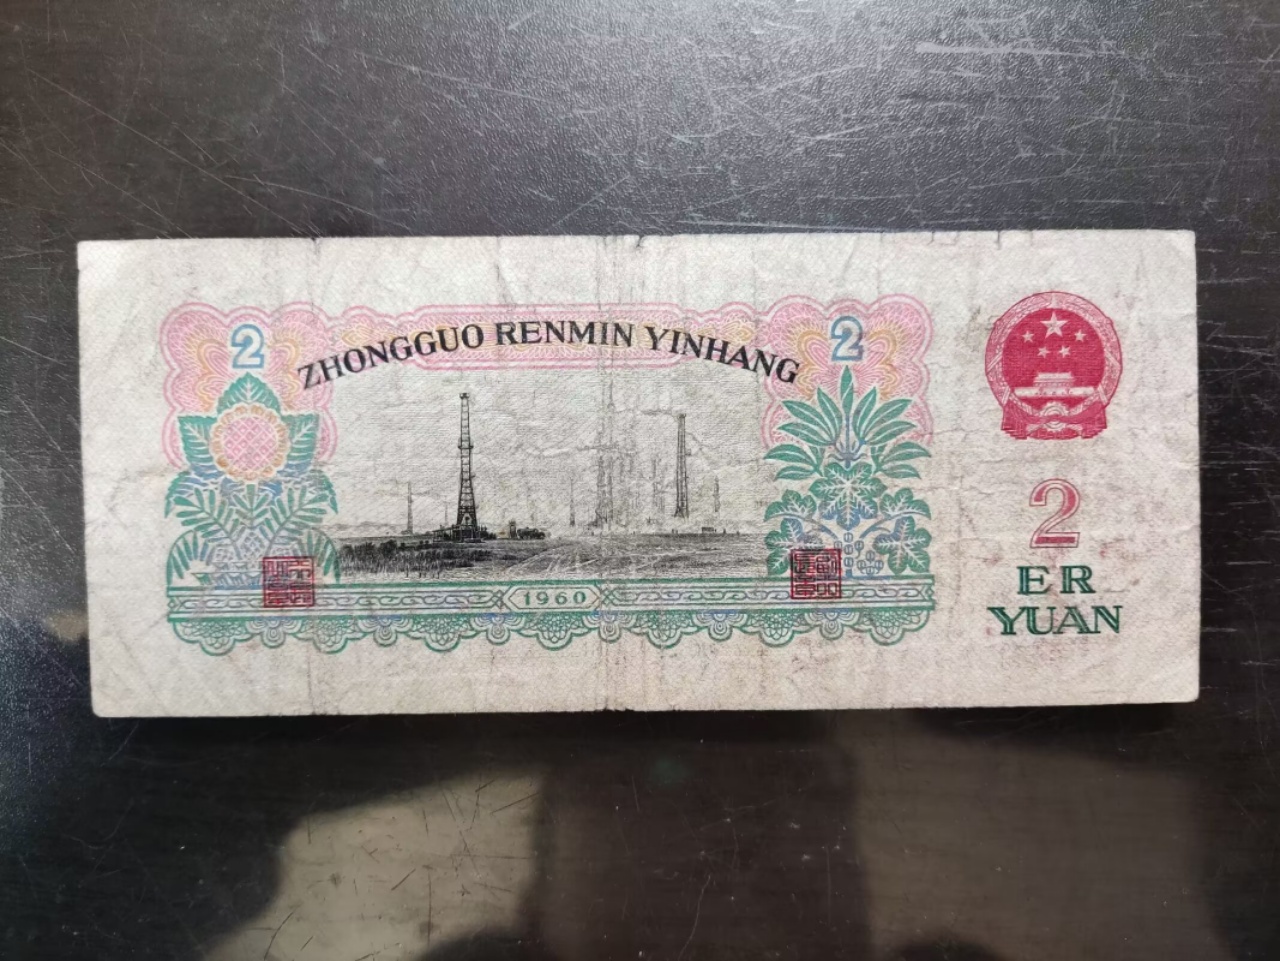 2
ZHONGGUO RENMIN YINHANG
2
2
ER
YUAN
1960